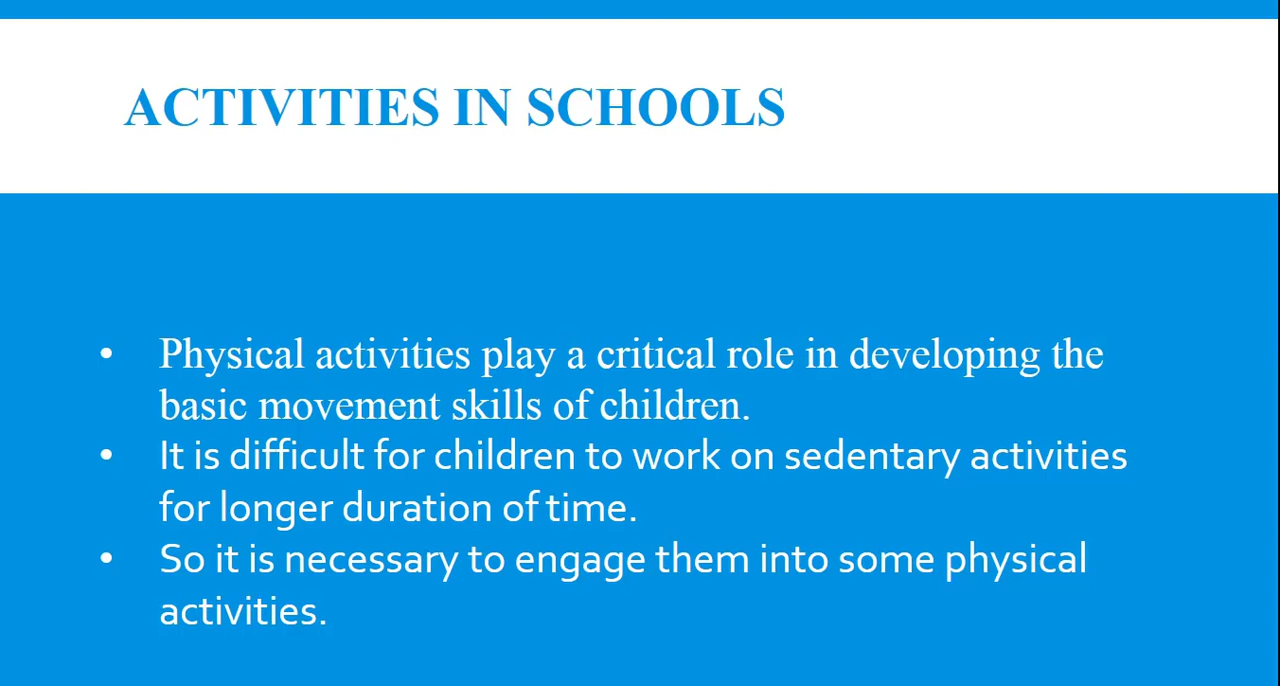 ACTIVITIES IN SCHOOLS
• Physical activities play a critical role in developing the
basic movement skills of children.
• It is difficult for children to work on sedentary activities
for longer duration of time.
• So it is necessary to engage them into some physical
activities.